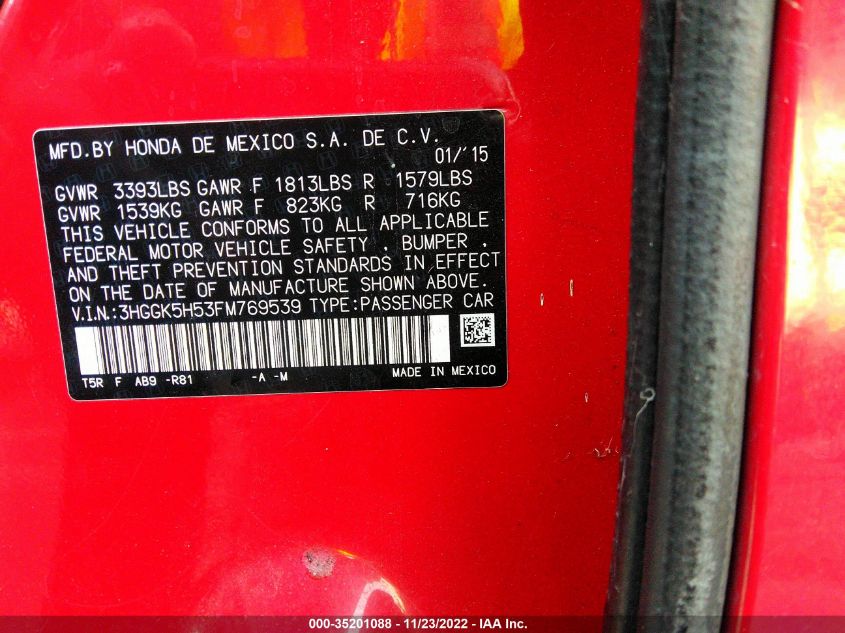 MFD.BY HONDA DE MEXICO S.A. DE C.V.
01/'15
GVWR 3393LBS GAWR F 1813LBS R 1579LBS
GVWR 1539KG GAWR F 823KG R 716KG
THIS VEHICLE CONFORMS TO ALL APPLICABLE
FEDERAL MOTOR VEHICLE SAFETY , BUMPER ,
AND THEFT PREVENTION STANDARDS IN EFFECT
ON THE DATE OF MANUFACTURE SHOWN ABOVE.
V.I.N.:3HGGK5H53FM769539 TYPE:PASSENGER CAR
T5R F AB9 -R81 -A -M MADE IN MEXICO
000-35201088 - 11/23/2022 - IAA Inc.